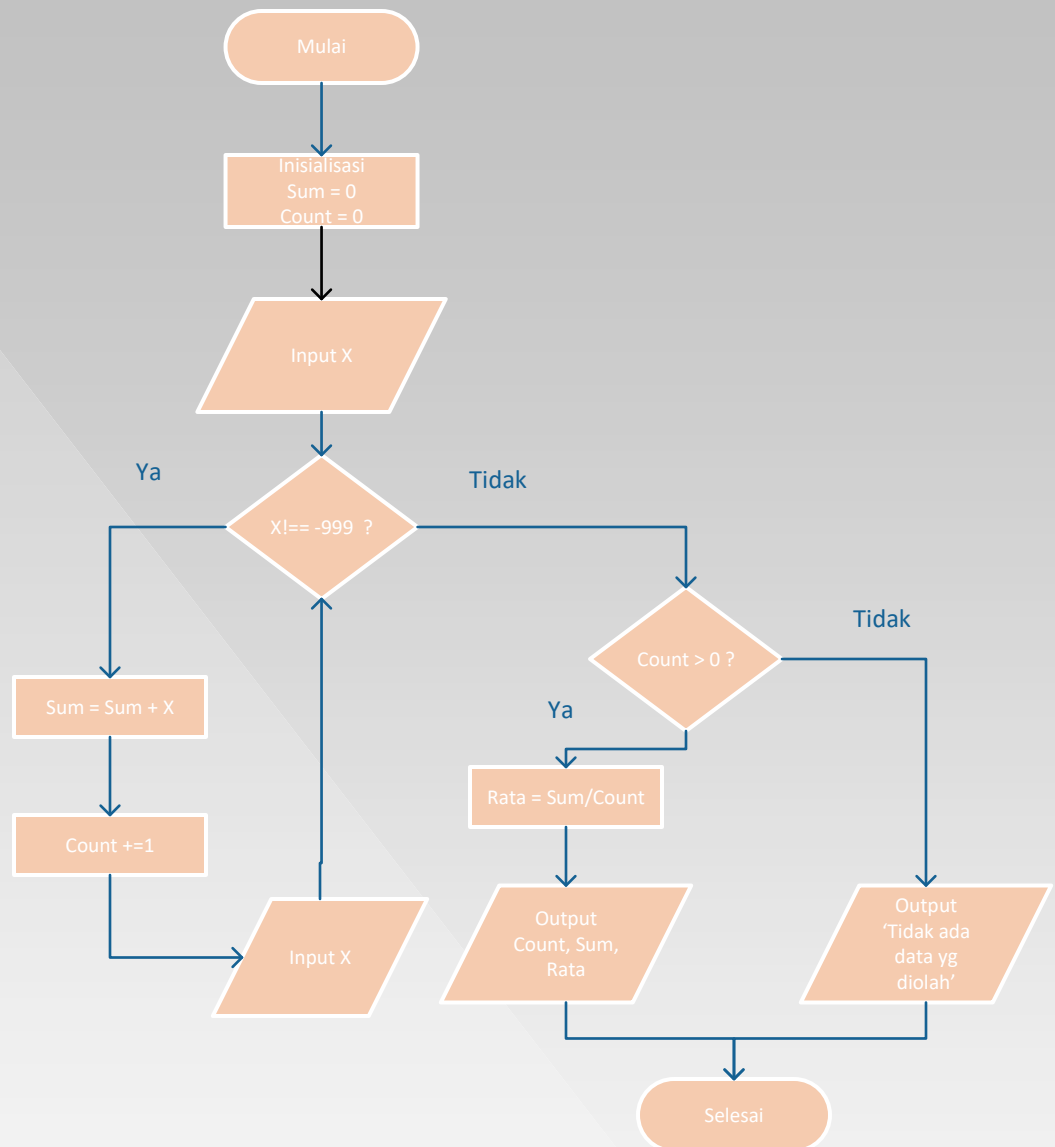 Mulai
Inisialisasi
Sum = 0
Count = 0
Input X
Ya
Tidak
X!== -999 ?
Tidak
Count > 0 ?
Sum = Sum + X
Ya
Rata = Sum/Count
Count +=1
Input X
Output
Count, Sum,
Rata
Output
‘Tidak ada
data yg
diolah’
Selesai